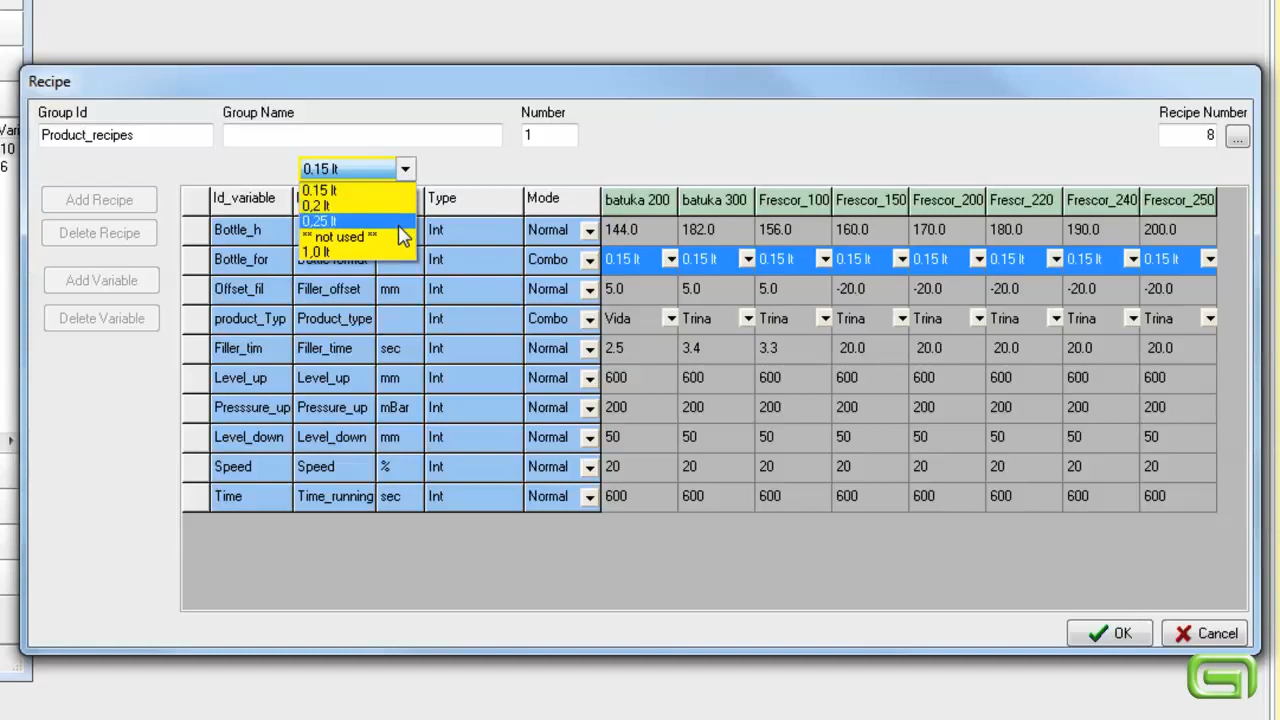 Recipe
Group Id Group Name Number Recipe Number
Product_recipes 1 8 ...
0.15 lt
0.15 lt
0,2 lt
0,25 lt
** not used **
1,0 lt
Add Recipe
Delete Recipe
Add Variable
Delete Variable
Id_variable Type Mode batuka 200 batuka 300 Frescor_100 Frescor_150 Frescor_200 Frescr_220 Frescor_240 Frescor_250
Bottle_h Int Normal 144.0 182.0 156.0 160.0 170.0 180.0 190.0 200.0
Bottle_for Int Combo 0.15 lt 0.15 lt 0.15 lt 0.15 lt 0.15 lt 0.15 lt 0.15 lt 0.15 lt
Offset_fil Filler_offset mm Int Normal 5.0 5.0 5.0 -20.0 -20.0 -20.0 -20.0 -20.0
product_Typ Product_type Int Combo Vida Trina Trina Trina Trina Trina Trina Trina
Filler_tim Filler_time sec Int Normal 2.5 3.4 3.3 20.0 20.0 20.0 20.0 20.0
Level_up Level_up mm Int Normal 600 600 600 600 600 600 600 600
Presssure_up Pressure_up mBar Int Normal 200 200 200 200 200 200 200 200
Level_down Level_down mm Int Normal 50 50 50 50 50 50 50 50
Speed Speed % Int Normal 20 20 20 20 20 20 20 20
Time Time_running sec Int Normal 600 600 600 600 600 600 600 600
OK Cancel
Vari
10
6